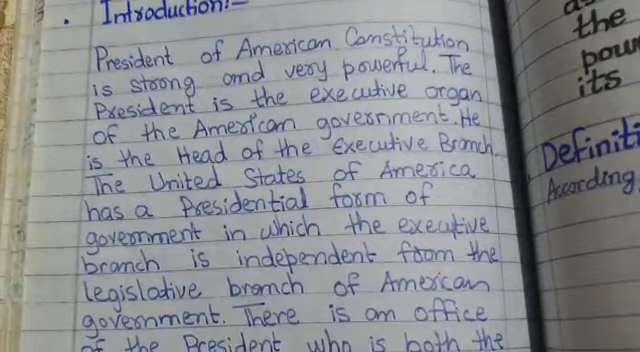 Introduction:-
President of American Constitution
is strong and very powerful. The
President is the executive organ
of the American government. He
is the Head of the Executive Branch.
The United States of America
has a Presidential form of
government in which the executive
branch is independent from the
legislative branch of American
government. There is an office
of the President who is both the
the
its
According